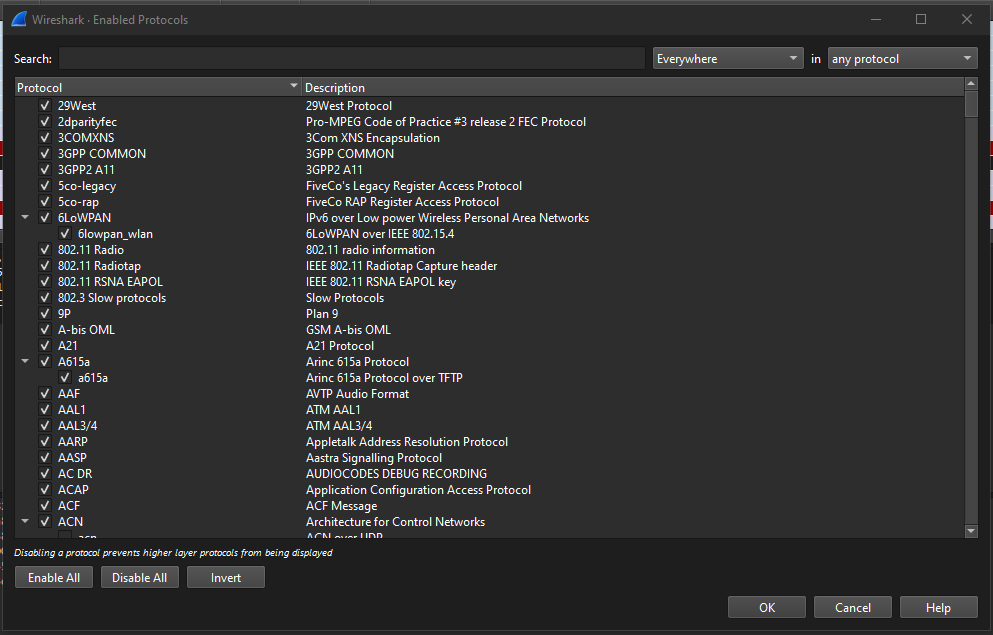 Wireshark · Enabled Protocols
Search: Everywhere in any protocol
Protocol Description
29West 29West Protocol
2dparityfec Pro-MPEG Code of Practice #3 release 2 FEC Protocol
3COMXNS 3Com XNS Encapsulation
3GPP COMMON 3GPP COMMON
3GPP2 A11 3GPP2 A11
5co-legacy FiveCo's Legacy Register Access Protocol
5co-rap FiveCo RAP Register Access Protocol
6LoWPAN IPv6 over Low power Wireless Personal Area Networks
6lowpan_wlan 6LoWPAN over IEEE 802.15.4
802.11 Radio 802.11 radio information
802.11 Radiotap IEEE 802.11 Radiotap Capture header
802.11 RSNA EAPOL IEEE 802.11 RSNA EAPOL key
802.3 Slow protocols Slow Protocols
9P Plan 9
A-bis OML GSM A-bis OML
A21 A21 Protocol
A615a Arinc 615a Protocol
a615a Arinc 615a Protocol over TFTP
AAF AVTP Audio Format
AAL1 ATM AAL1
AAL3/4 ATM AAL3/4
AARP Appletalk Address Resolution Protocol
AASP Aastra Signalling Protocol
AC DR AUDIOCODES DEBUG RECORDING
ACAP Application Configuration Access Protocol
ACF ACF Message
ACN Architecture for Control Networks
acn ACN over UDP
Disabling a protocol prevents higher layer protocols from being displayed
Enable All Disable All Invert
OK Cancel Help